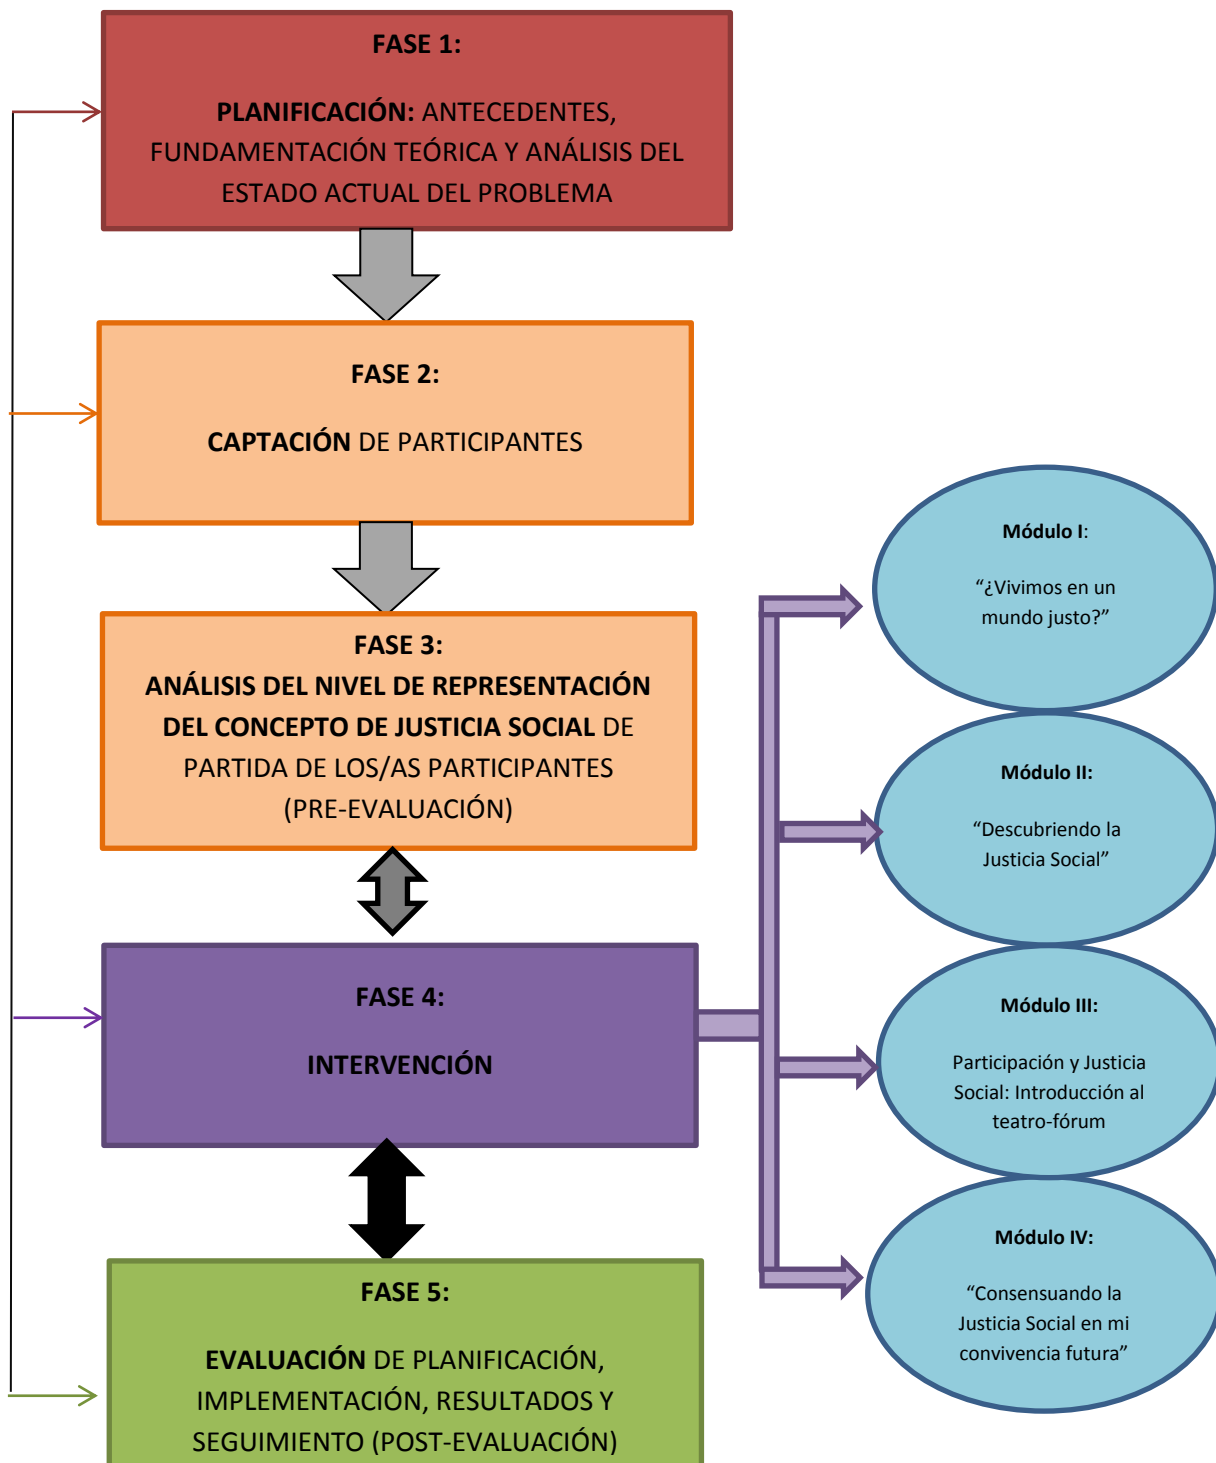 FASE 1:
PLANIFICACIÓN: ANTECEDENTES,
FUNDAMENTACIÓN TEÓRICA Y ANÁLISIS DEL
ESTADO ACTUAL DEL PROBLEMA
FASE 2:
CAPTACIÓN DE PARTICIPANTES
FASE 3:
ANÁLISIS DEL NIVEL DE REPRESENTACIÓN
DEL CONCEPTO DE JUSTICIA SOCIAL DE
PARTIDA DE LOS/AS PARTICIPANTES
(PRE-EVALUACIÓN)
FASE 4:
INTERVENCIÓN
FASE 5:
EVALUACIÓN DE PLANIFICACIÓN,
IMPLEMENTACIÓN, RESULTADOS Y
SEGUIMIENTO (POST-EVALUACIÓN)
Módulo I:
“¿Vivimos en un
mundo justo?”
Módulo II:
“Descubriendo la
Justicia Social”
Módulo III:
Participación y Justicia
Social: Introducción al
teatro-fórum
Módulo IV:
“Consensuando la
Justicia Social en mi
convivencia futura”